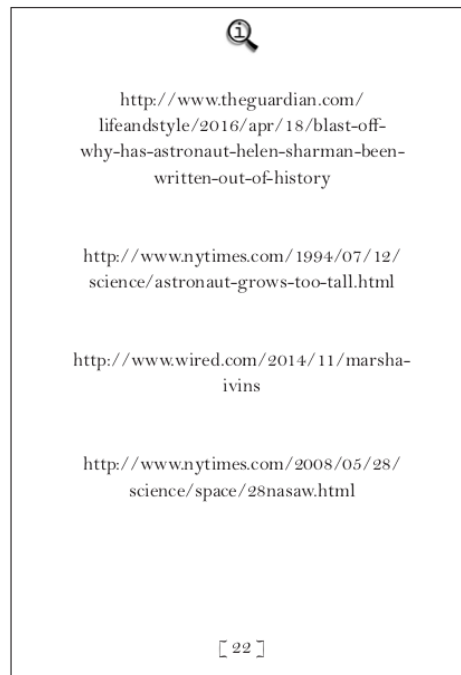 i
http://www.theguardian.com/
lifeandstyle/2016/apr/18/blast-off-
why-has-astronaut-helen-sharman-been-
written-out-of-history
http://www.nytimes.com/1994/07/12/
science/astronaut-grows-too-tall.html
http://www.wired.com/2014/11/marsha-
ivins
http://www.nytimes.com/2008/05/28/
science/space/28nasaw.html
[ 22 ]